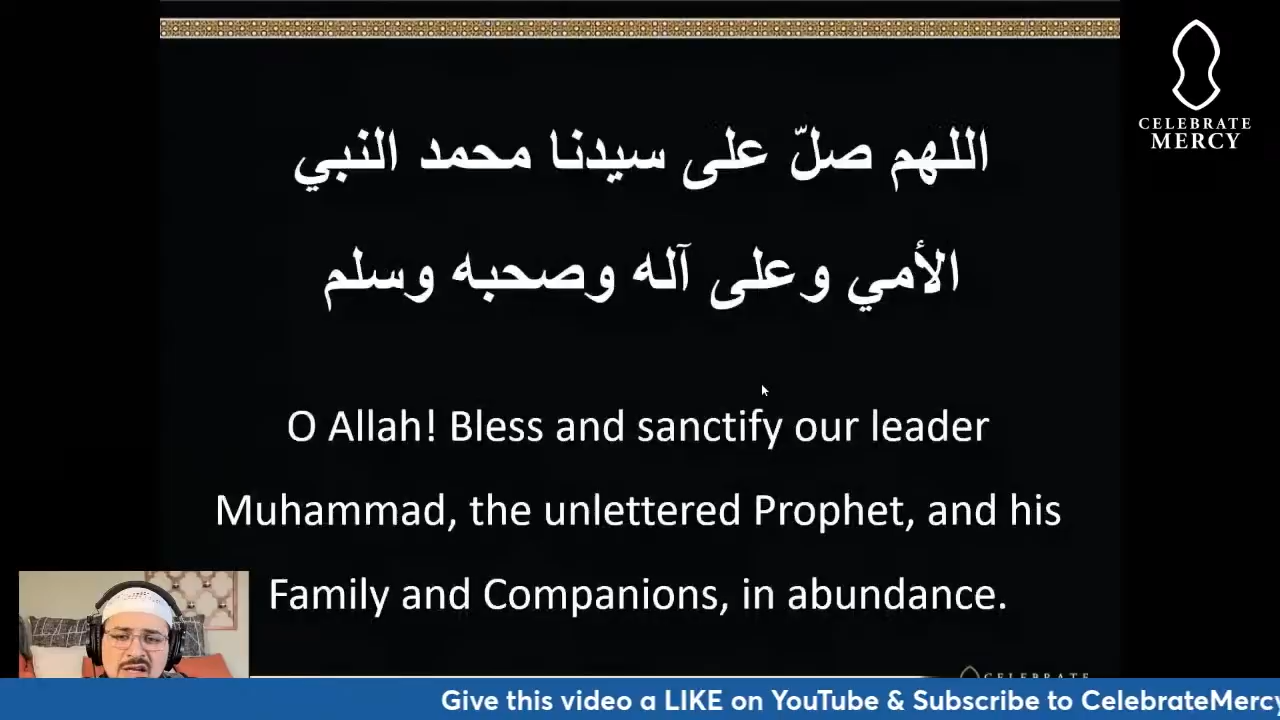 CELEBRATE
MERCY
اللهم صلّ على سيدنا محمد النبي
الأمي وعلى آله وصحبه وسلم
O Allah! Bless and sanctify our leader
Muhammad, the unlettered Prophet, and his
Family and Companions, in abundance.
CELEBRATE
Give this video a LIKE on YouTube & Subscribe to CelebrateMercy